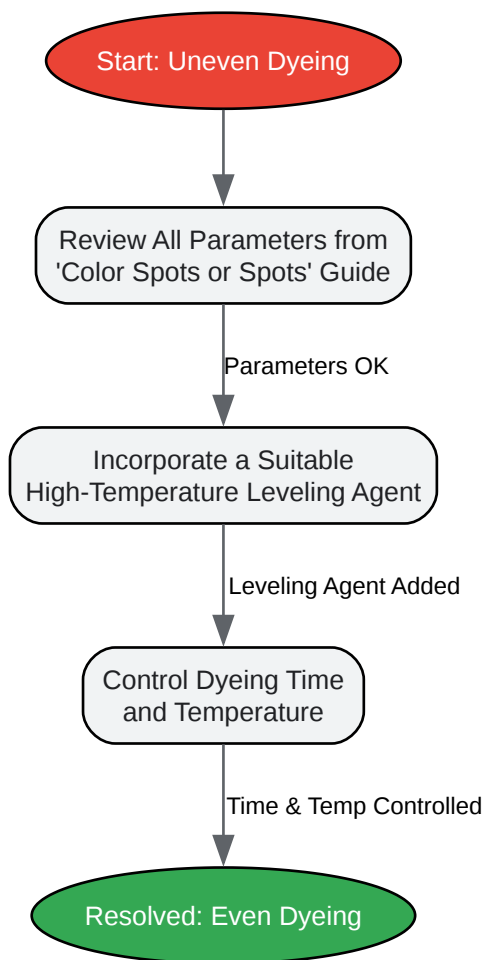 Start: Uneven Dyeing
Review All Parameters from
'Color Spots or Spots' Guide
Parameters OK
Incorporate a Suitable
High-Temperature Leveling Agent
Leveling Agent Added
Control Dyeing Time
and Temperature
Time & Temp Controlled
Resolved: Even Dyeing